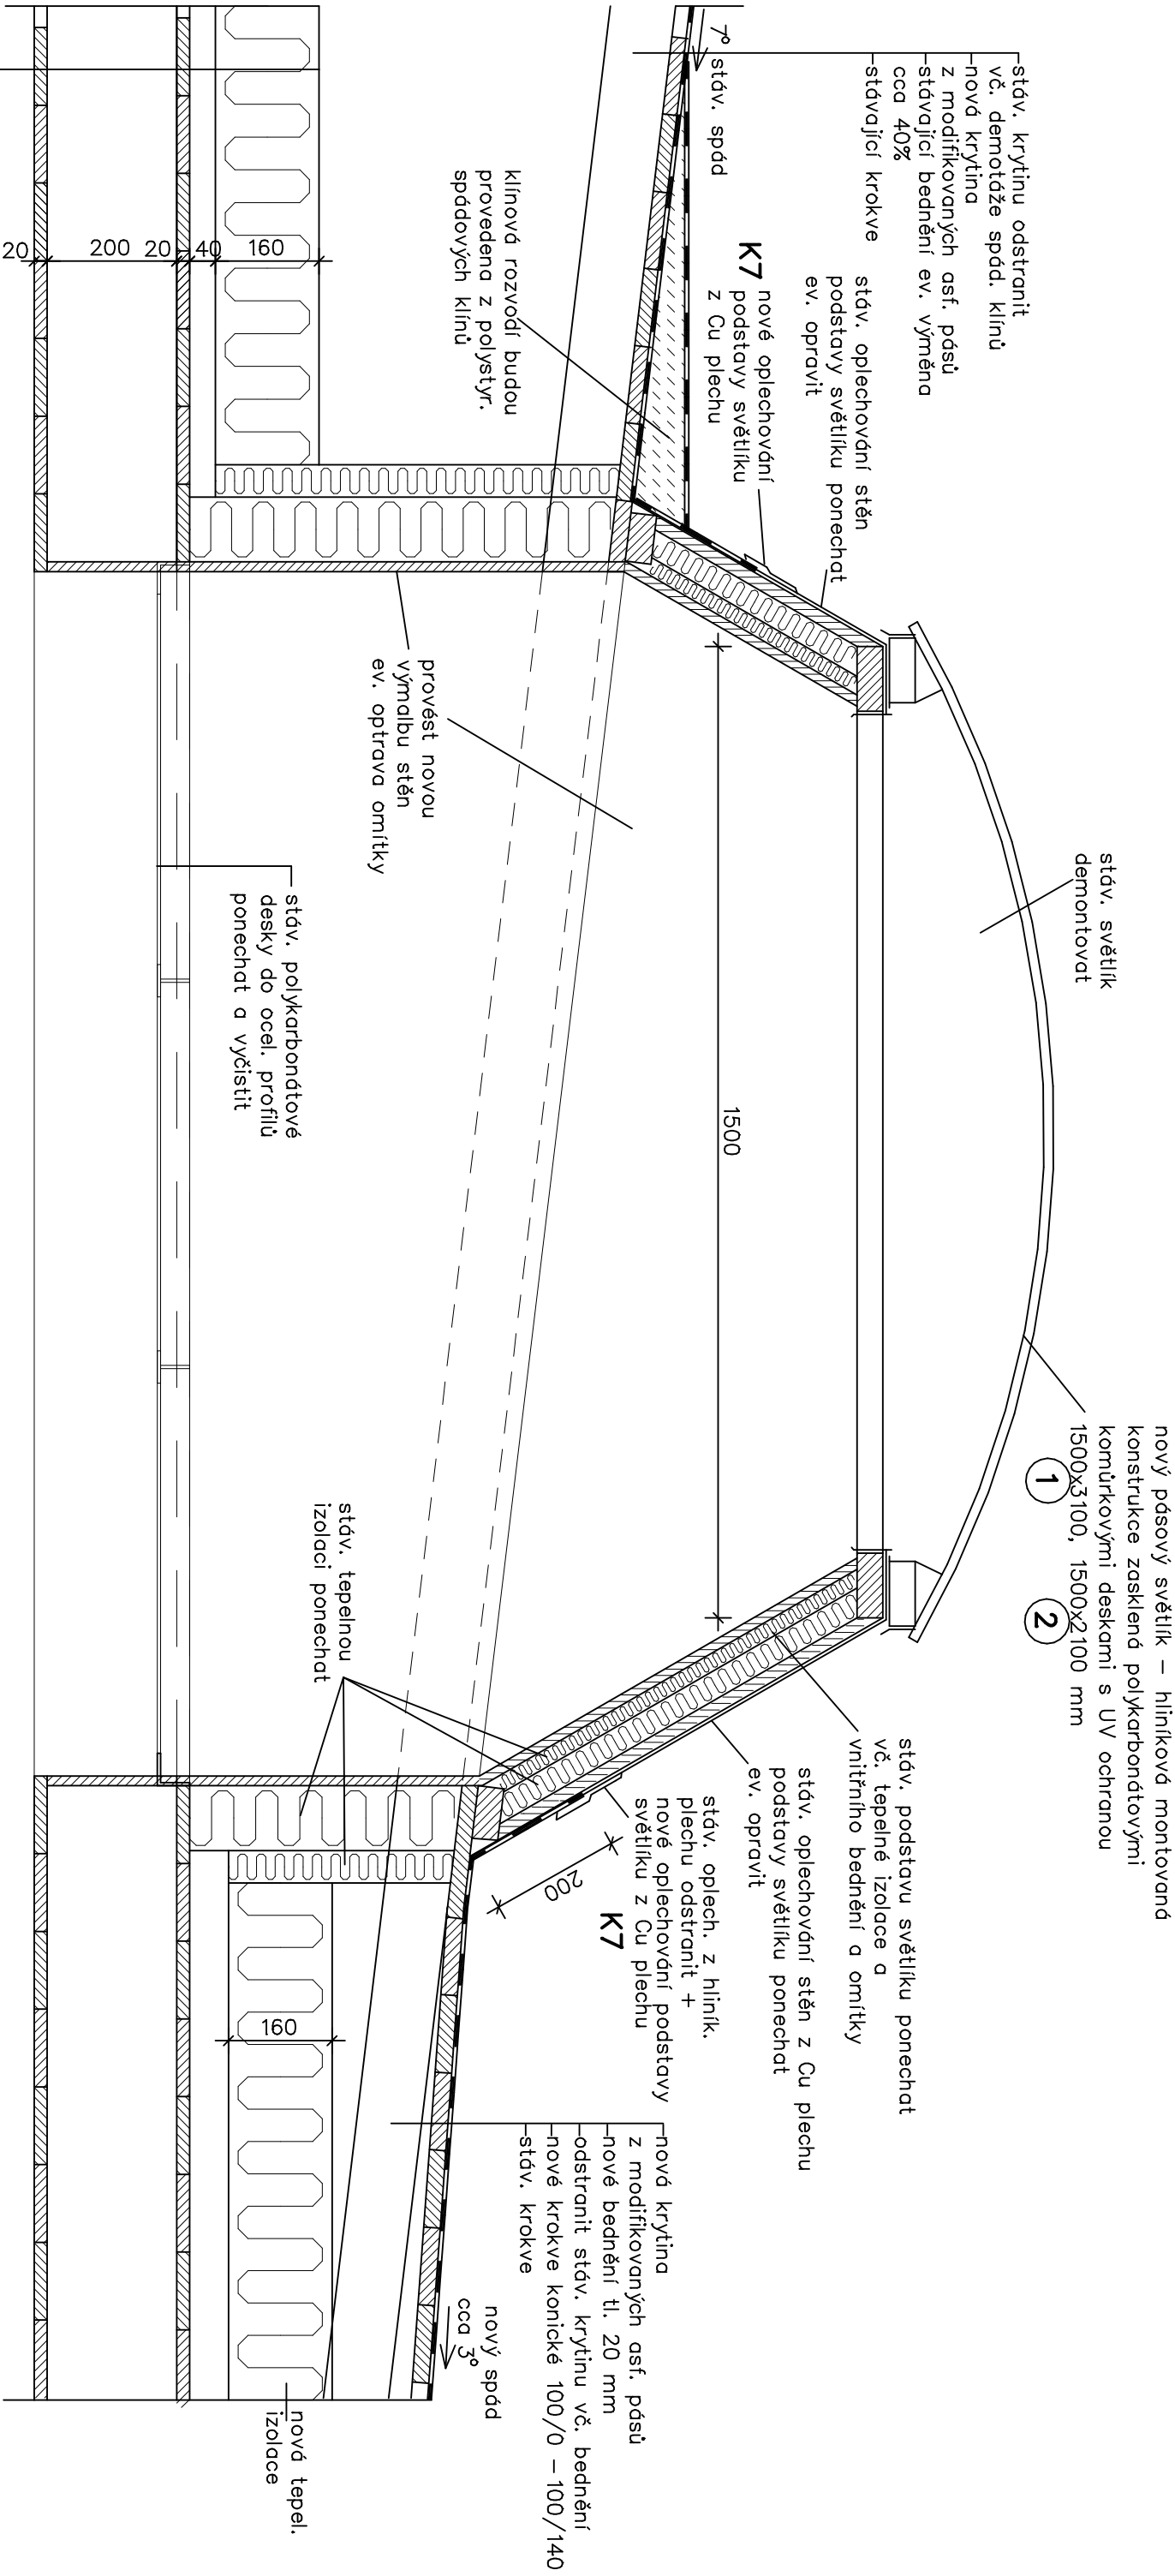 stáv. krytinu odstranit
vč. demotáže spád. klínů
nová krytina
z modifikovaných asf. pásů
stávající bednění ev. výměna
cca 40%
stávající krokve
7° stáv. spád
stáv. oplechování stěn
podstavy světlíku ponechat
ev. opravit
K7
nové oplechování
podstavy světlíku
z Cu plechu
klínová rozvodí budou
provedena z polystyr.
spádových klínů
160
40
20
200
20
provést novou
výmalbu stěn
ev. optrava omítky
stáv. polykarbonátové
desky do ocel. profilů
ponechat a vyčistit
stáv. světlík
demontovat
1500
nový pásový světlík – hliníková montovaná
konstrukce zasklená polykarbonátovými
komůrkovými deskami s UV ochranou
1500x3100, 1500x2100 mm
1
2
stáv. podstavu světlíku ponechat
vč. tepelné izolace a
vnitřního bednění a omítky
stáv. oplechování stěn z Cu plechu
podstavy světlíku ponechat
ev. opravit
stáv. oplech. z hliník.
plechu odstranit +
nové oplechování podstavy
světlíku z Cu plechu
K7
200
stáv. tepelnou
izolaci ponechat
nová krytina
z modifikovaných asf. pásů
nové bednění tl. 20 mm
odstranit stáv. krytinu vč. bednění
nové krokve konické 100/0 – 100/140
stáv. krokve
nový spád
cca 3°
160
nová tepel.
izolace